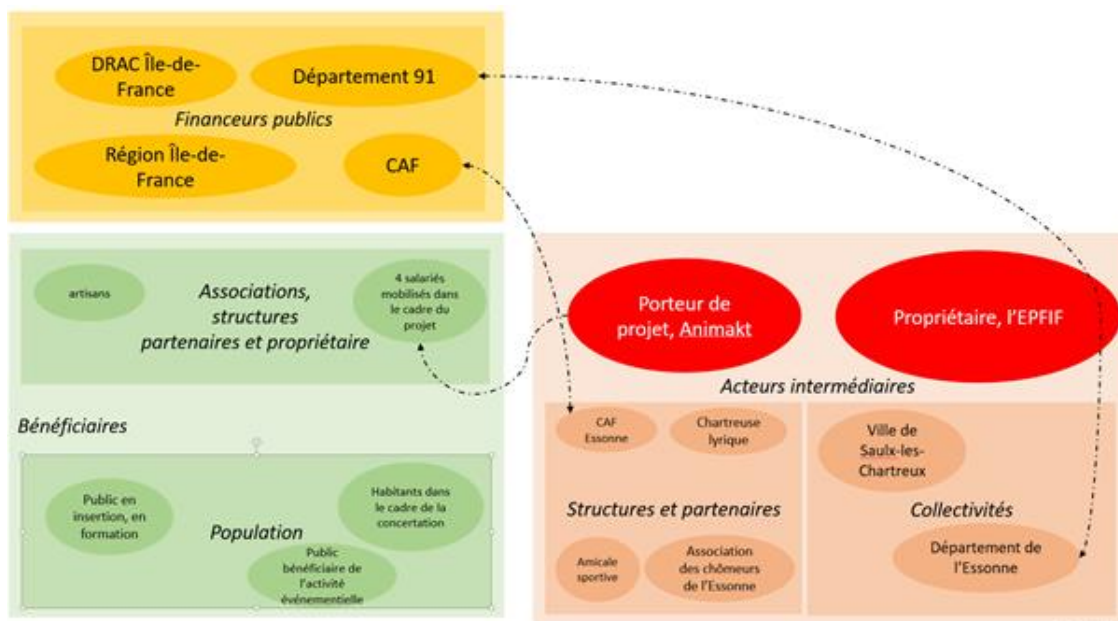 DRAC Île-de-
France
Département 91
Financeurs publics
Région Île-de-
France
CAF
artisans
Associations,
structures
partenaires et propriétaire
4 salariés
mobilisés dans
le cadre du
projet
Bénéficiaires
Public en
insertion, en
formation
Population
Habitants dans
le cadre de la
concertation
Public
bénéficiaire de
l'activité
événementielle
Porteur de
projet, Animakt
Propriétaire, l'EPFIF
Acteurs intermédiaires
CAF
Essonne
Chartreuse
lyrique
Structures et partenaires
Amicale
sportive
Association
des chômeurs
de l'Essonne
Ville de
Saulx-les-
Chartreux
Collectivités
Département de
l'Essonne